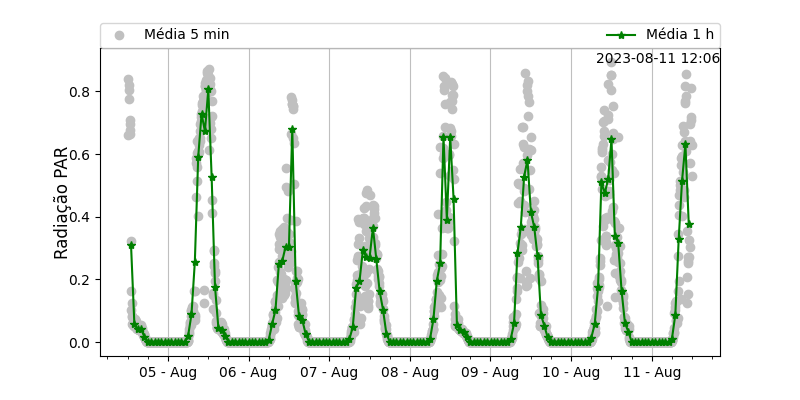 Média 5 min
Média 1 h
2023-08-11 12:06
Radiação PAR
0.8
0.6
0.4
0.2
0.0
05 - Aug
06 - Aug
07 - Aug
08 - Aug
09 - Aug
10 - Aug
11 - Aug